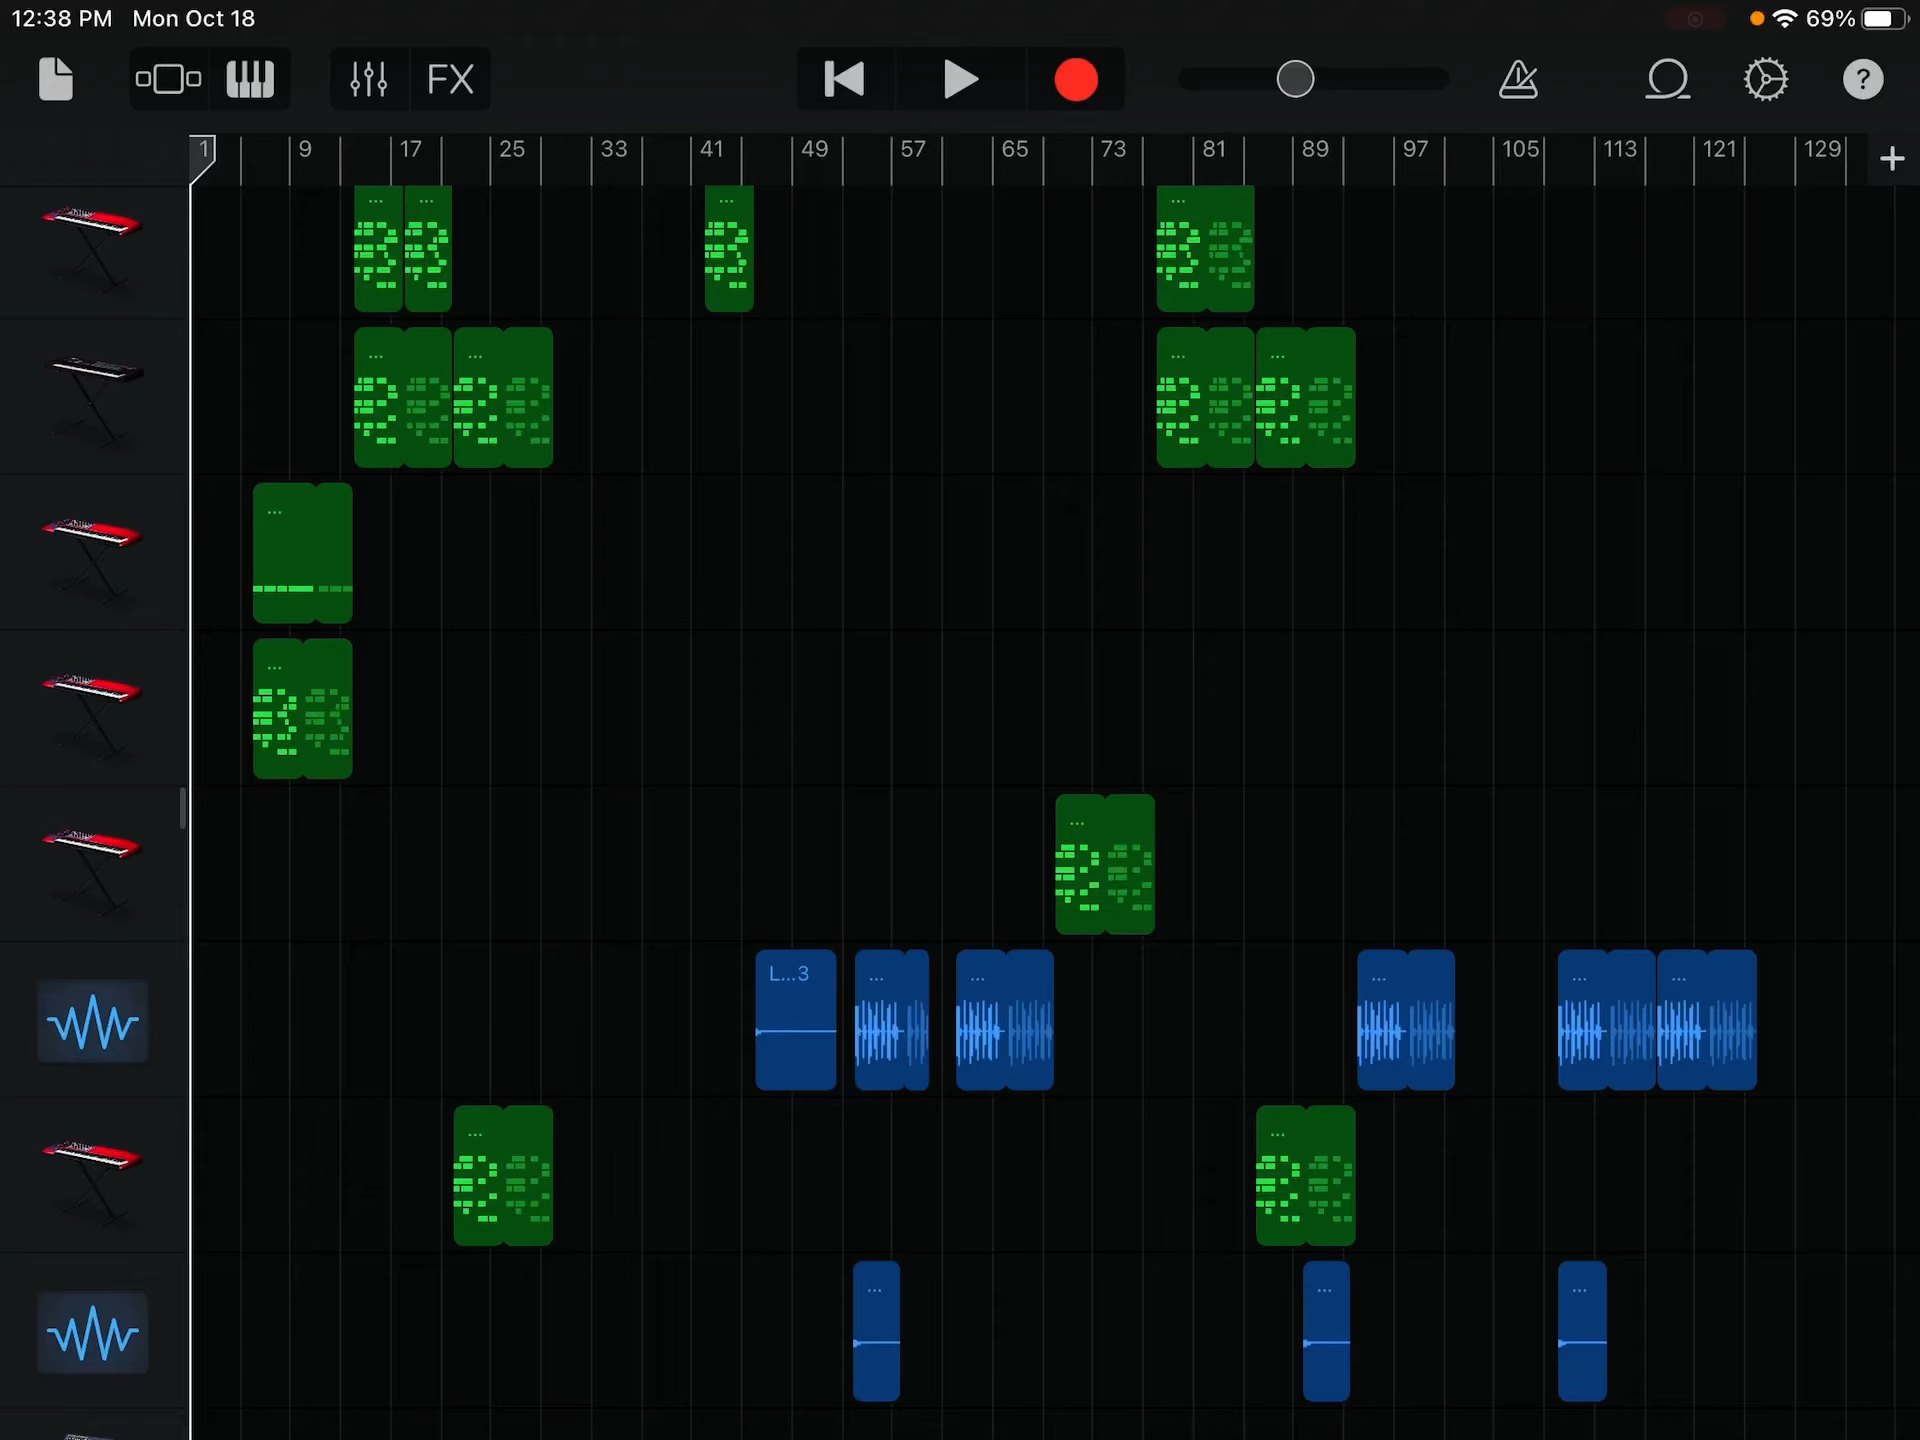 12:38 PM Mon Oct 18 69%
FX ?
1 9 17 25 33 41 49 57 65 73 81 89 97 105 113 121 129 +
... ... ... ...
... ... ... ...
...
...
...
L...3 ... ... ... ... ...
... ...
... ... ...